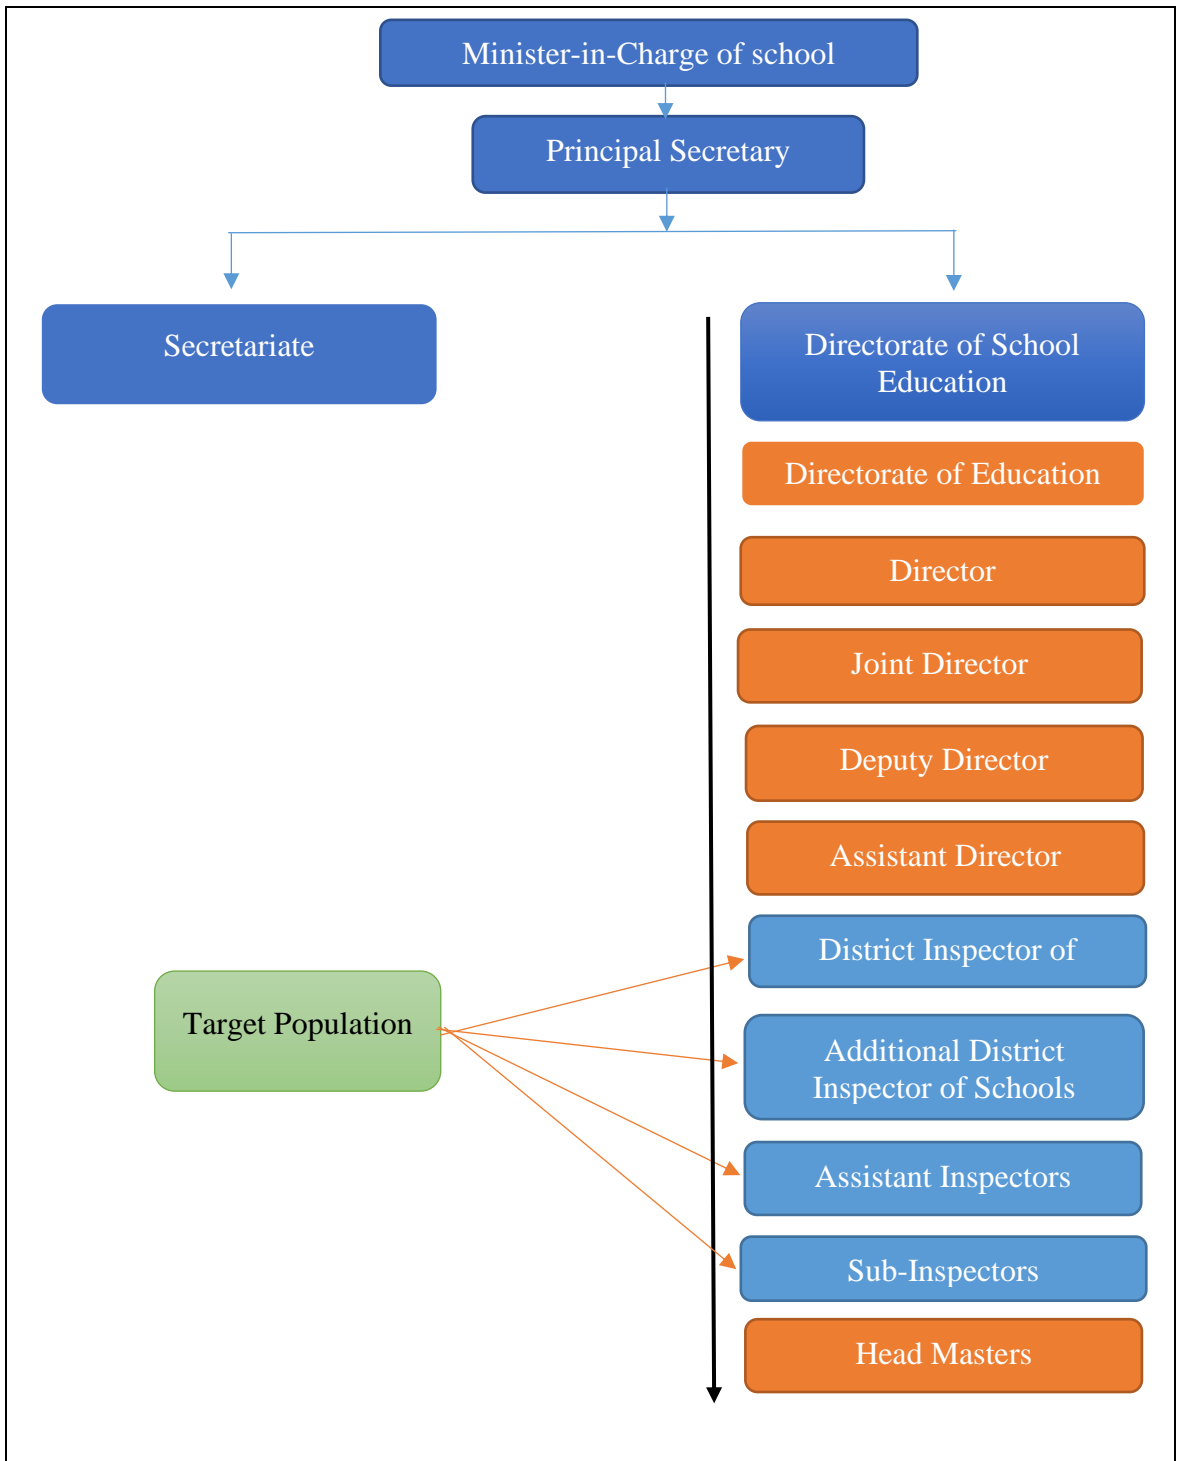 Minister-in-Charge of school
Principal Secretary
Secretariate
Directorate of School
Education
Directorate of Education
Director
Joint Director
Deputy Director
Assistant Director
District Inspector of
Target Population
Additional District
Inspector of Schools
Assistant Inspectors
Sub-Inspectors
Head Masters